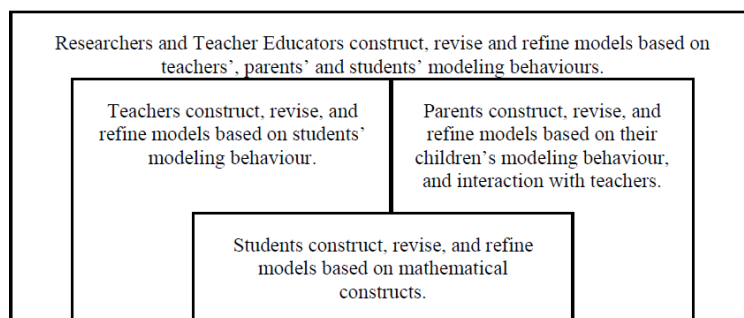 Researchers and Teacher Educators construct, revise and refine models based on
teachers', parents' and students' modeling behaviours.
Teachers construct, revise, and
refine models based on students'
modeling behaviour.
Parents construct, revise, and
refine models based on their
children's modeling behaviour,
and interaction with teachers.
Students construct, revise, and refine
models based on mathematical
constructs.